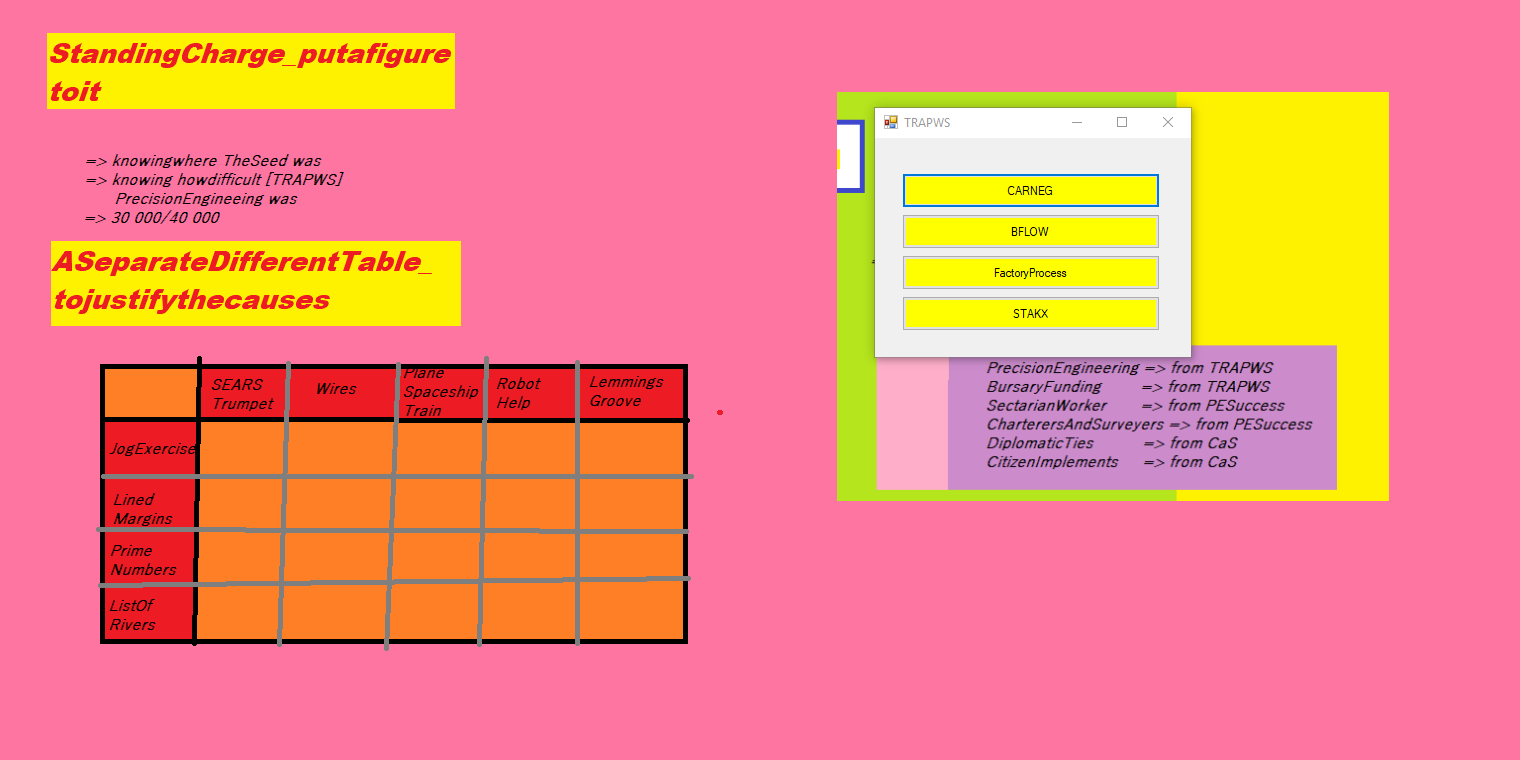 StandingCharge_putafigure
toit
=> knowingwhere TheSeed was
=> knowing howdifficult [TRAPWS]
PrecisionEngineeing was
=> 30 000/40 000
ASeparateDifferentTable_
tojustifythecauses
SEARS
Trumpet
Wires
Plane
Spaceship
Train
Robot
Help
Lemmings
Groove
JogExercise
Lined
Margins
Prime
Numbers
ListOf
Rivers
TRAPWS
CARNEG
BFLOW
FactoryProcess
STAKX
PrecisionEngineering => from TRAPWS
BursaryFunding => from TRAPWS
SectarianWorker => from PESuccess
CharterersAndSurveyers => from PESuccess
DiplomaticTies => from CaS
CitizenImplements => from CaS